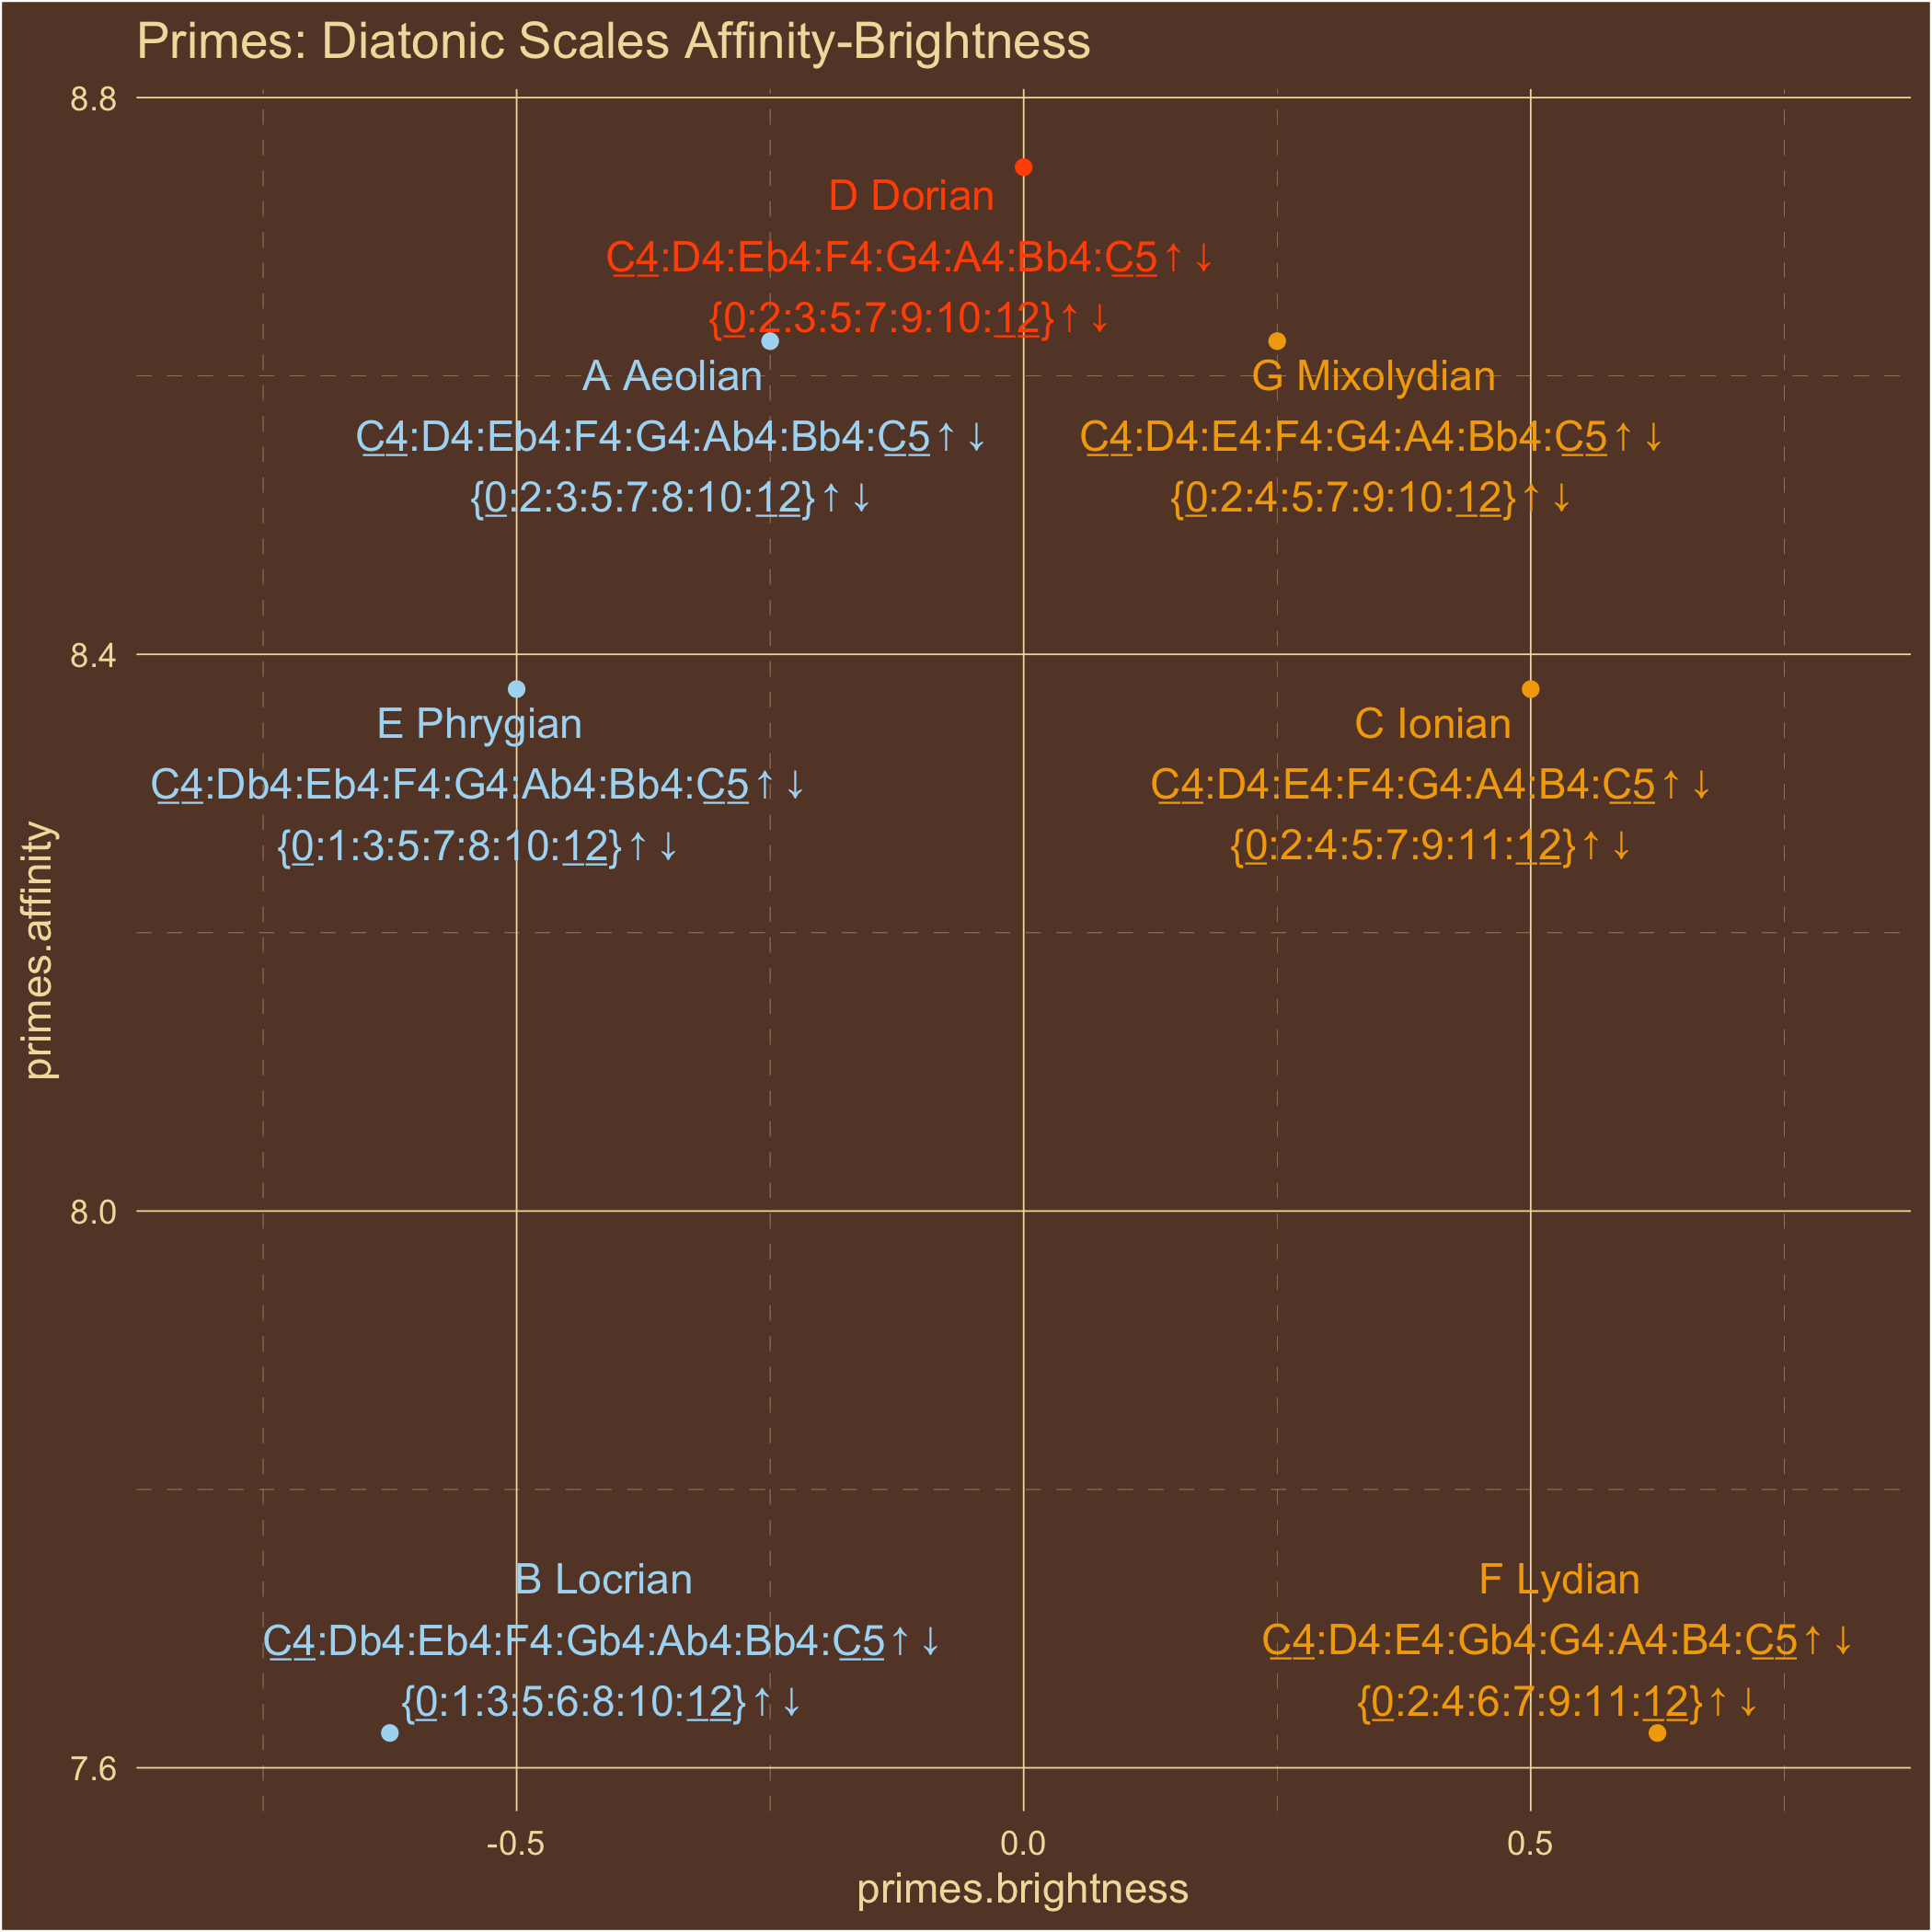 Primes: Diatonic Scales Affinity-Brightness
8.8
D Dorian
C4:D4:Eb4:F4:G4:A4:Bb4:C5↑↓
{0:2:3:5:7:9:10:12}↑↓
A Aeolian
C4:D4:Eb4:F4:G4:Ab4:Bb4:C5↑↓
{0:2:3:5:7:8:10:12}↑↓
G Mixolydian
C4:D4:E4:F4:G4:A4:Bb4:C5↑↓
{0:2:4:5:7:9:10:12}↑↓
8.4
E Phrygian
C4:Db4:Eb4:F4:G4:Ab4:Bb4:C5↑↓
{0:1:3:5:7:8:10:12}↑↓
C Ionian
C4:D4:E4:F4:G4:A4:B4:C5↑↓
{0:2:4:5:7:9:11:12}↑↓
primes.affinity
8.0
B Locrian
C4:Db4:Eb4:F4:Gb4:Ab4:Bb4:C5↑↓
{0:1:3:5:6:8:10:12}↑↓
F Lydian
C4:D4:E4:Gb4:G4:A4:B4:C5↑↓
{0:2:4:6:7:9:11:12}↑↓
7.6
-0.5
0.0
0.5
primes.brightness